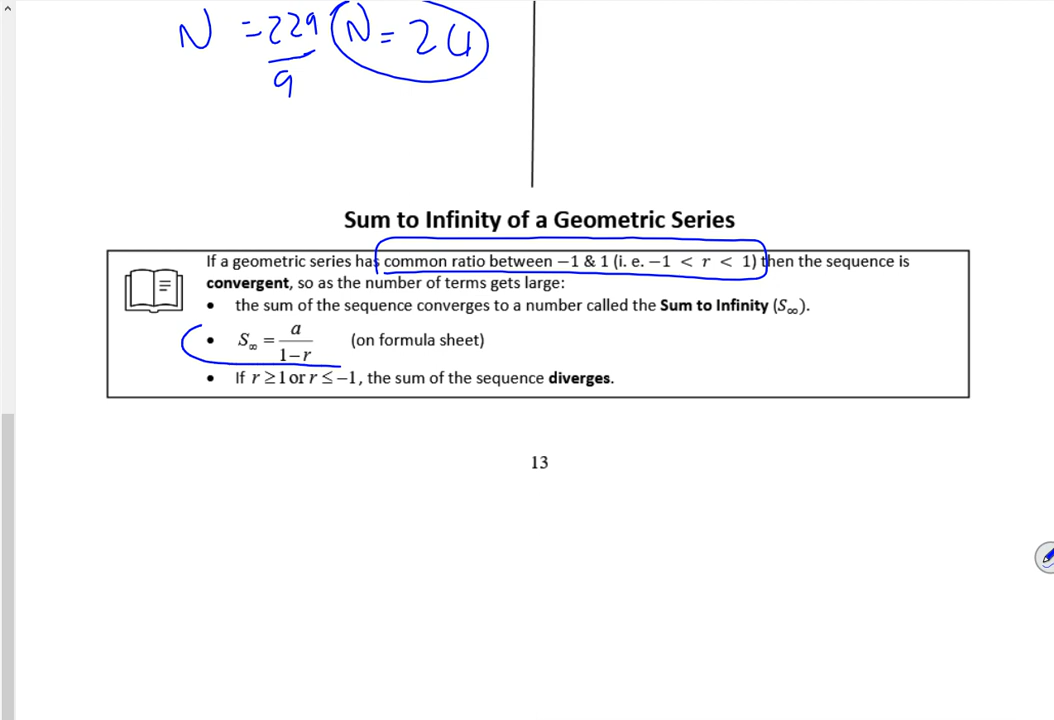 N = 229/9 N = 24
Sum to Infinity of a Geometric Series
If a geometric series has common ratio between −1 & 1 (i. e. −1 < r < 1) then the sequence is
convergent, so as the number of terms gets large:
• the sum of the sequence converges to a number called the Sum to Infinity (S∞).
• S∞ = a/1−r (on formula sheet)
• If r ≥ 1 or r ≤ −1, the sum of the sequence diverges.
13